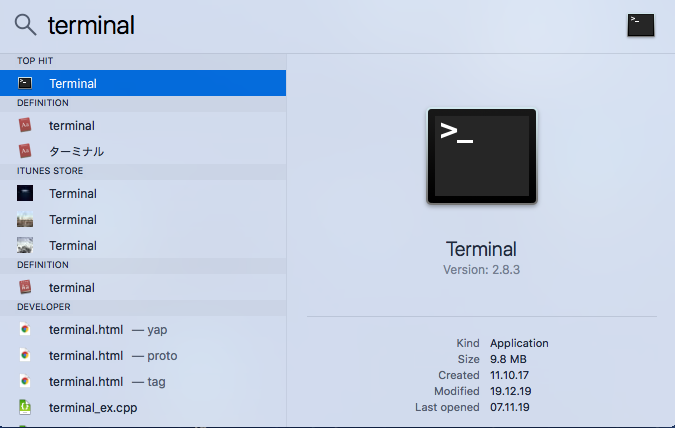 terminal
TOP HIT
Terminal
DEFINITION
terminal
ターミナル
ITUNES STORE
Terminal
Terminal
Terminal
DEFINITION
terminal
DEVELOPER
terminal.html — yap
terminal.html — proto
terminal.html — tag
terminal_ex.cpp
>_
Terminal
Version: 2.8.3
Kind Application
Size 9.8 MB
Created 11.10.17
Modified 19.12.19
Last opened 07.11.19